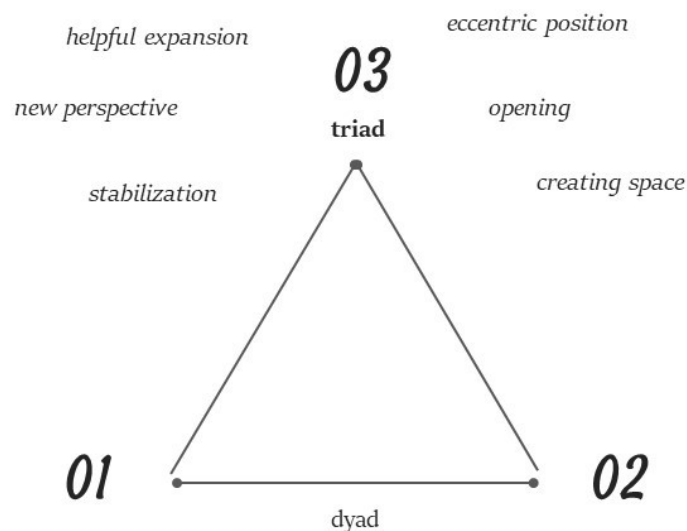 helpful expansion
eccentric position
03
new perspective
opening
triad
stabilization
creating space
01
02
dyad